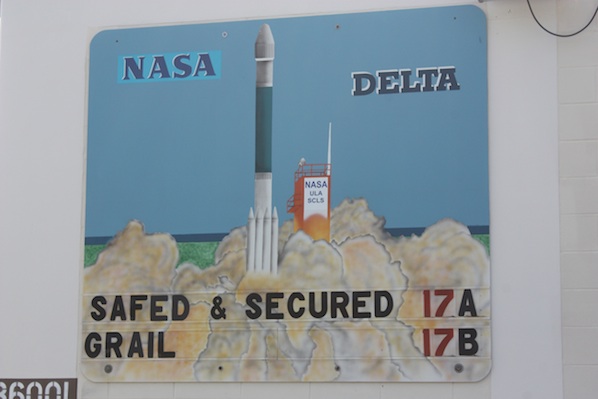 NASA
DELTA
NASA
ULA
SCLS
SAFED & SECURED 17A
GRAIL 17B